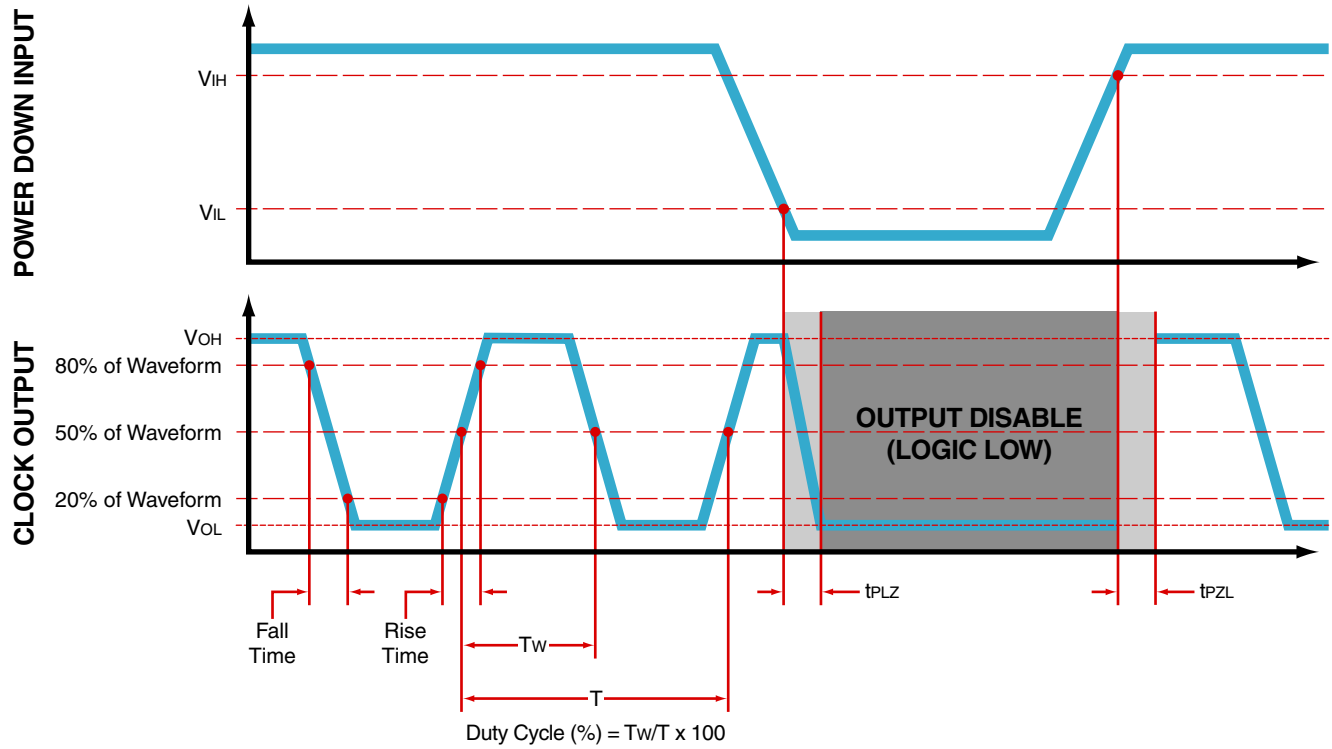 POWER DOWN INPUT
VIH
VIL
CLOCK OUTPUT
VOH
80% of Waveform
50% of Waveform
20% of Waveform
VOL
OUTPUT DISABLE
(LOGIC LOW)
tPLZ
tPZL
Fall
Time
Rise
Time
TW
T
Duty Cycle (%) = TW/T x 100